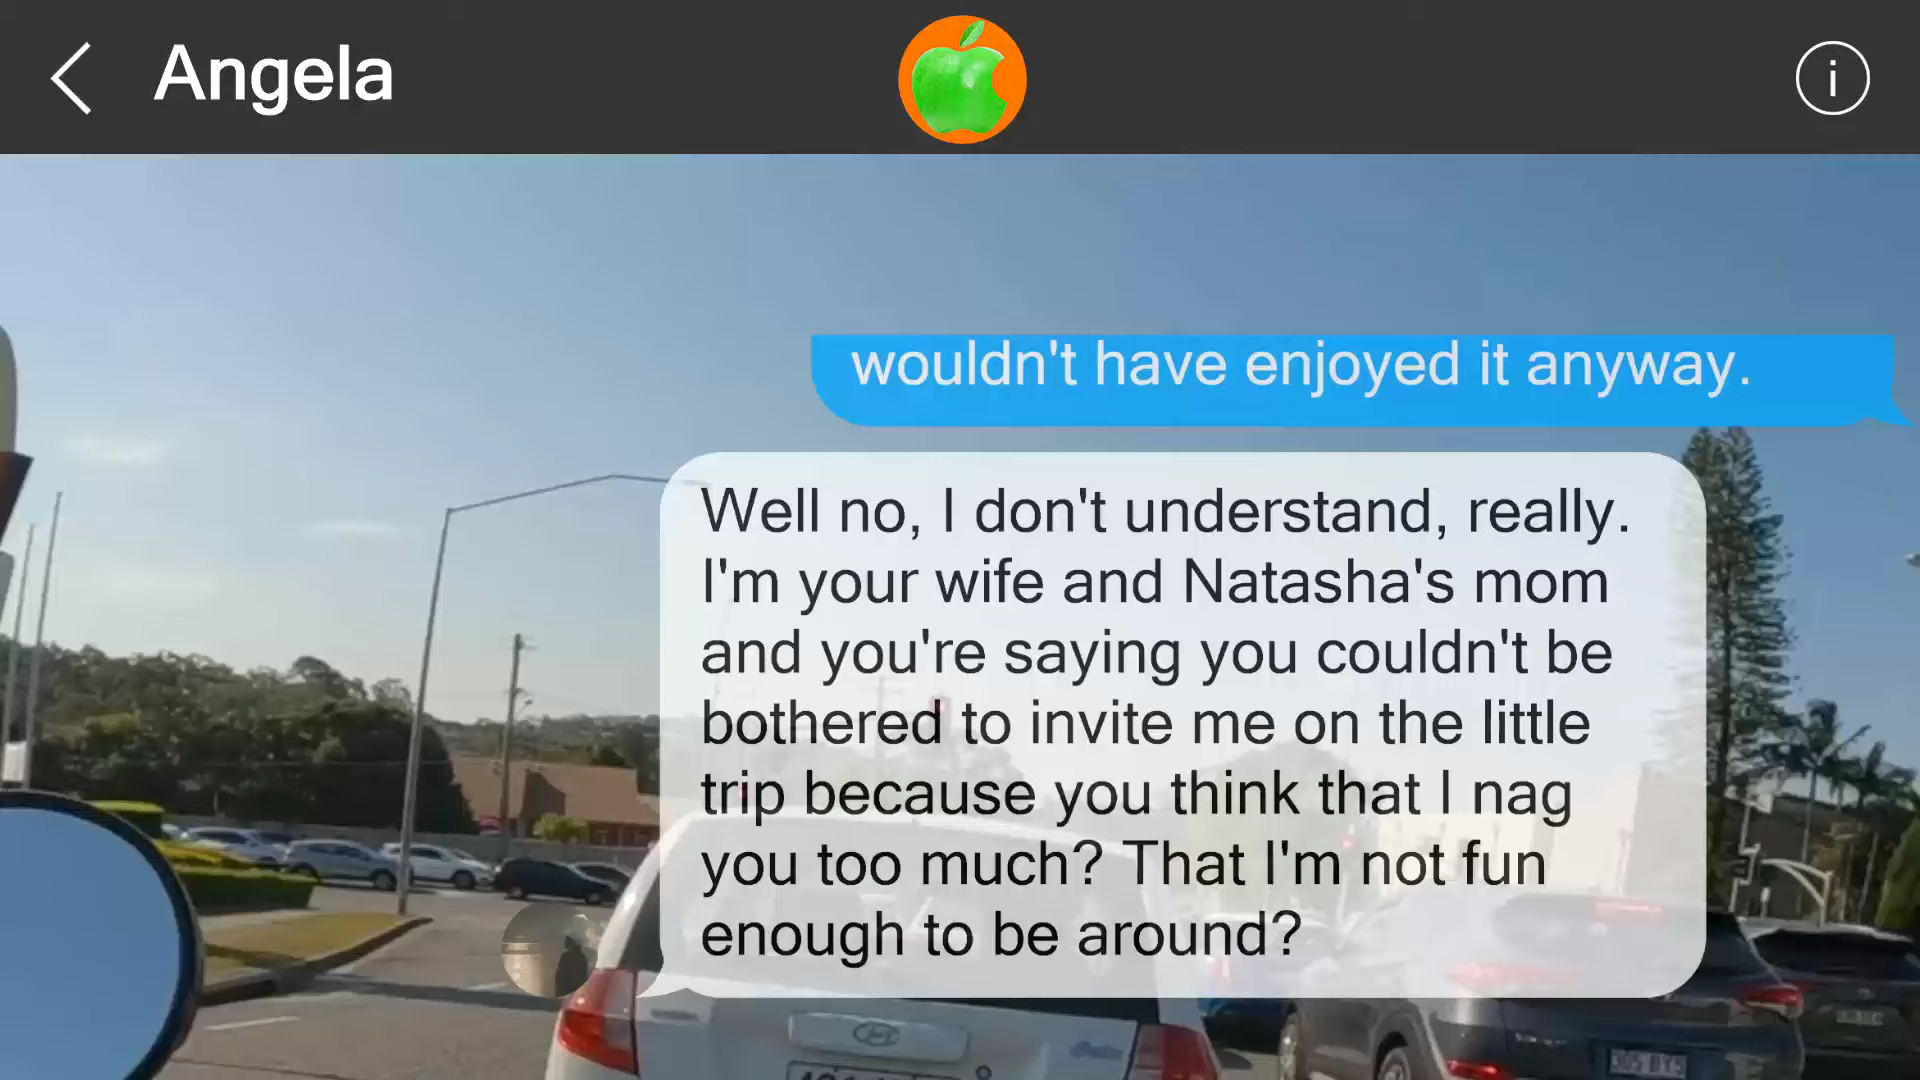 Angela
i
wouldn't have enjoyed it anyway.
Well no, I don't understand, really.
I'm your wife and Natasha's mom
and you're saying you couldn't be
bothered to invite me on the little
trip because you think that I nag
you too much? That I'm not fun
enough to be around?